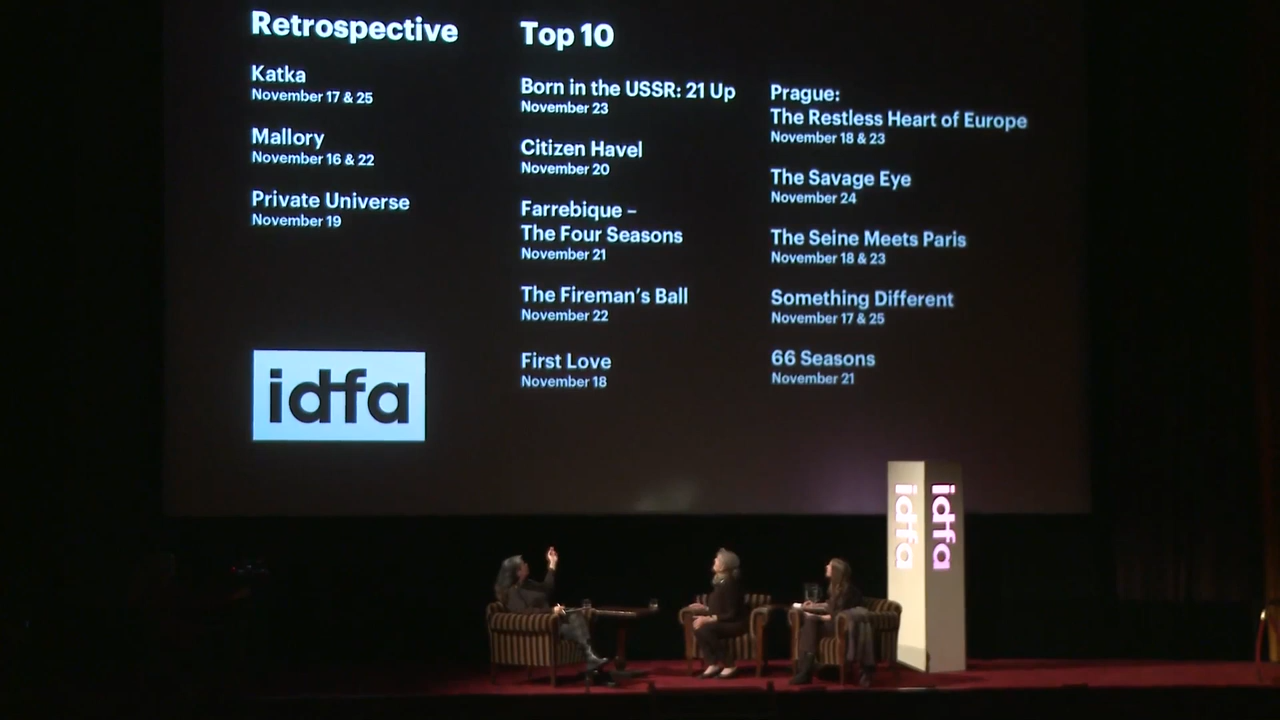 Retrospective
Katka
November 17 & 25
Mallory
November 16 & 22
Private Universe
November 19
Top 10
Born in the USSR: 21 Up
November 23
Citizen Havel
November 20
Farrebique –
The Four Seasons
November 21
The Fireman's Ball
November 22
First Love
November 18
Prague:
The Restless Heart of Europe
November 18 & 23
The Savage Eye
November 24
The Seine Meets Paris
November 18 & 23
Something Different
November 17 & 25
66 Seasons
November 21
idfa
idfa
idfa